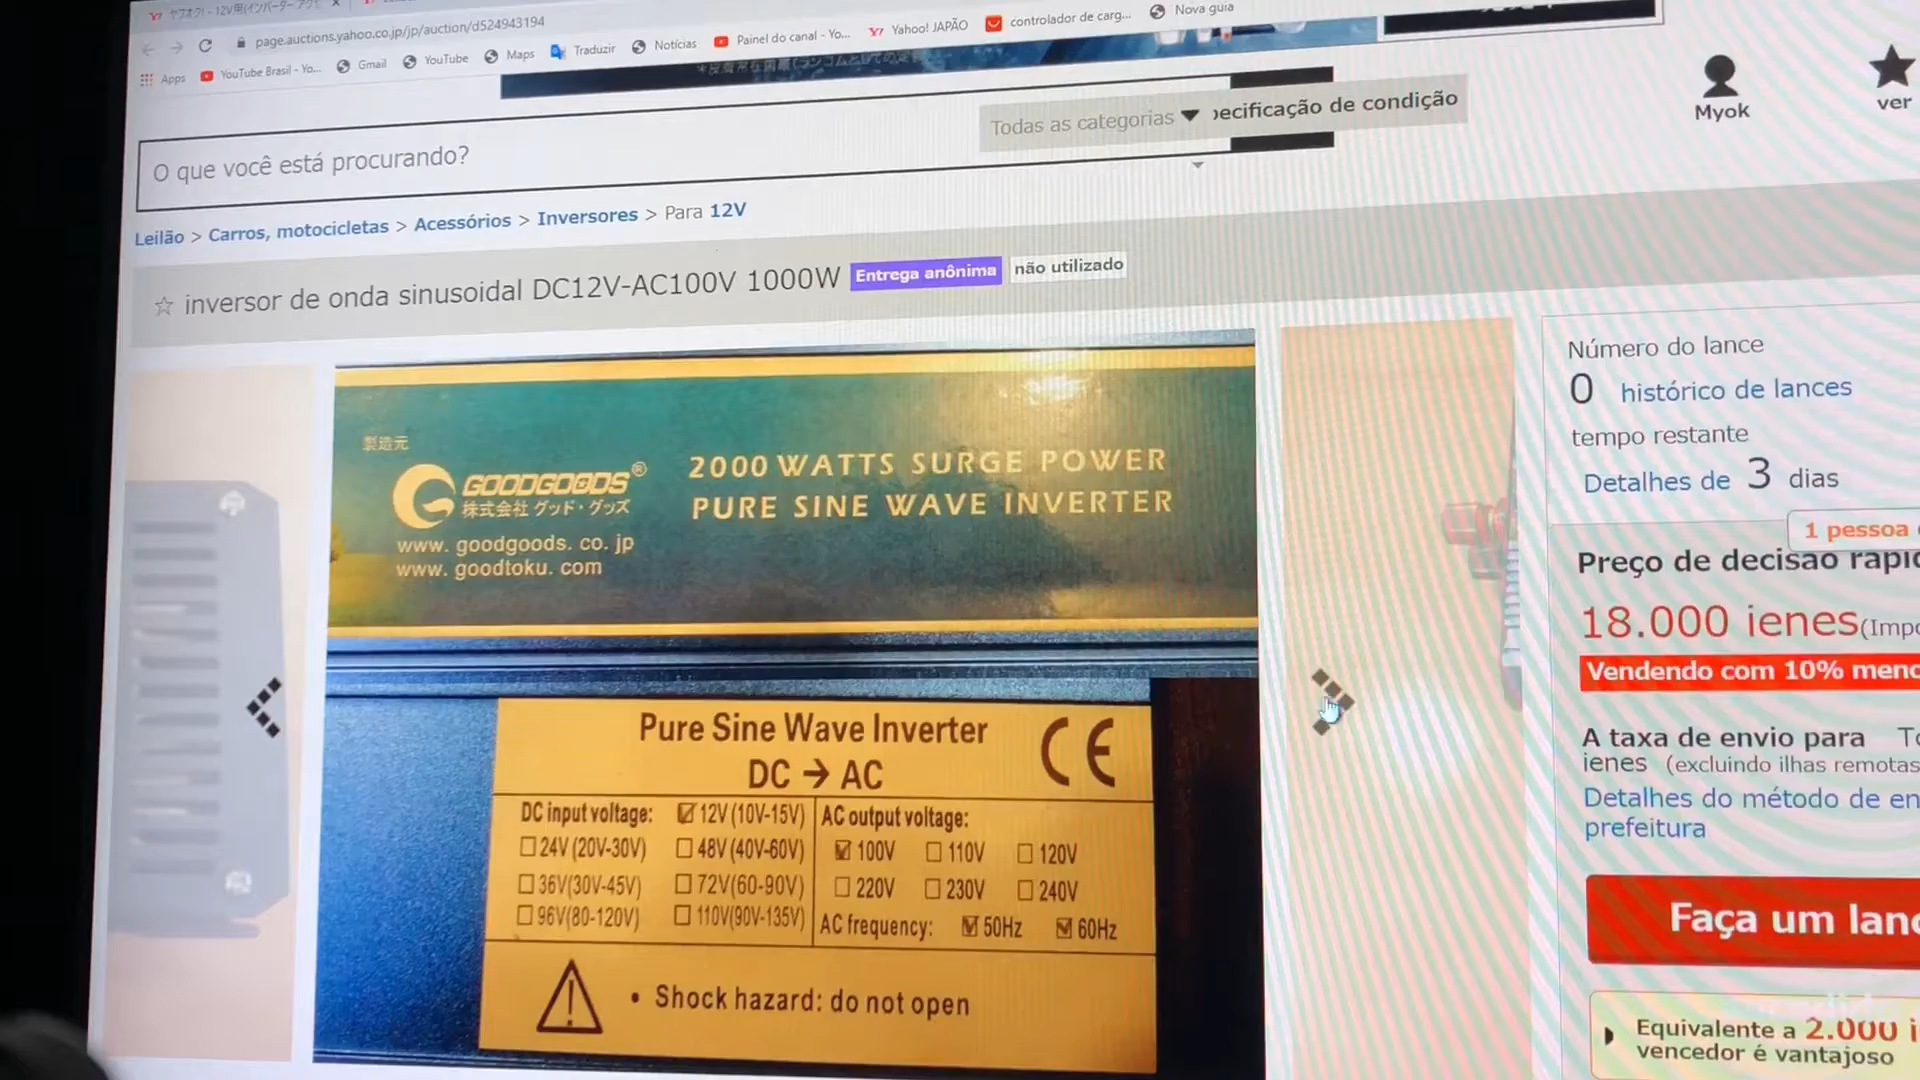 page.auctions.yahoo.co.jp/jp/auction/d524943194
Apps
YouTube Brasil - Yo...
Gmail
YouTube
Maps
Traduzir
Notícias
Painel do canal - Yo...
Yahoo! JAPÃO
controlador de carg...
Nova guia
O que você está procurando?
Todas as categorias
pecificação de condição
Myok
ver
Leilão > Carros, motocicletas > Acessórios > Inversores > Para 12V
☆ inversor de onda sinusoidal DC12V-AC100V 1000W
Entrega anônima
não utilizado
製造元
GOODGOODS®
株式会社 グッド・グッズ
www. goodgoods. co. jp
www. goodtoku. com
2000 WATTS SURGE POWER
PURE SINE WAVE INVERTER
Pure Sine Wave Inverter
DC → AC
CE
DC input voltage: ☑12V(10V-15V)
☐24V(20V-30V) ☐48V(40V-60V)
☐36V(30V-45V) ☐72V(60-90V)
☐96V(80-120V) ☐110V(90V-135V)
AC output voltage:
☑100V ☐110V ☐120V
☐220V ☐230V ☐240V
AC frequency: ☑50Hz ☑60Hz
• Shock hazard: do not open
Número do lance
0 histórico de lances
tempo restante
Detalhes de 3 dias
1 pessoa
Preço de decisão rápid
18.000 ienes(Impo
Vendendo com 10% meno
A taxa de envio para To
ienes (excluindo ilhas remotas
Detalhes do método de en
prefeitura
Faça um lanc
Equivalente a 2.000 i
vencedor é vantajoso